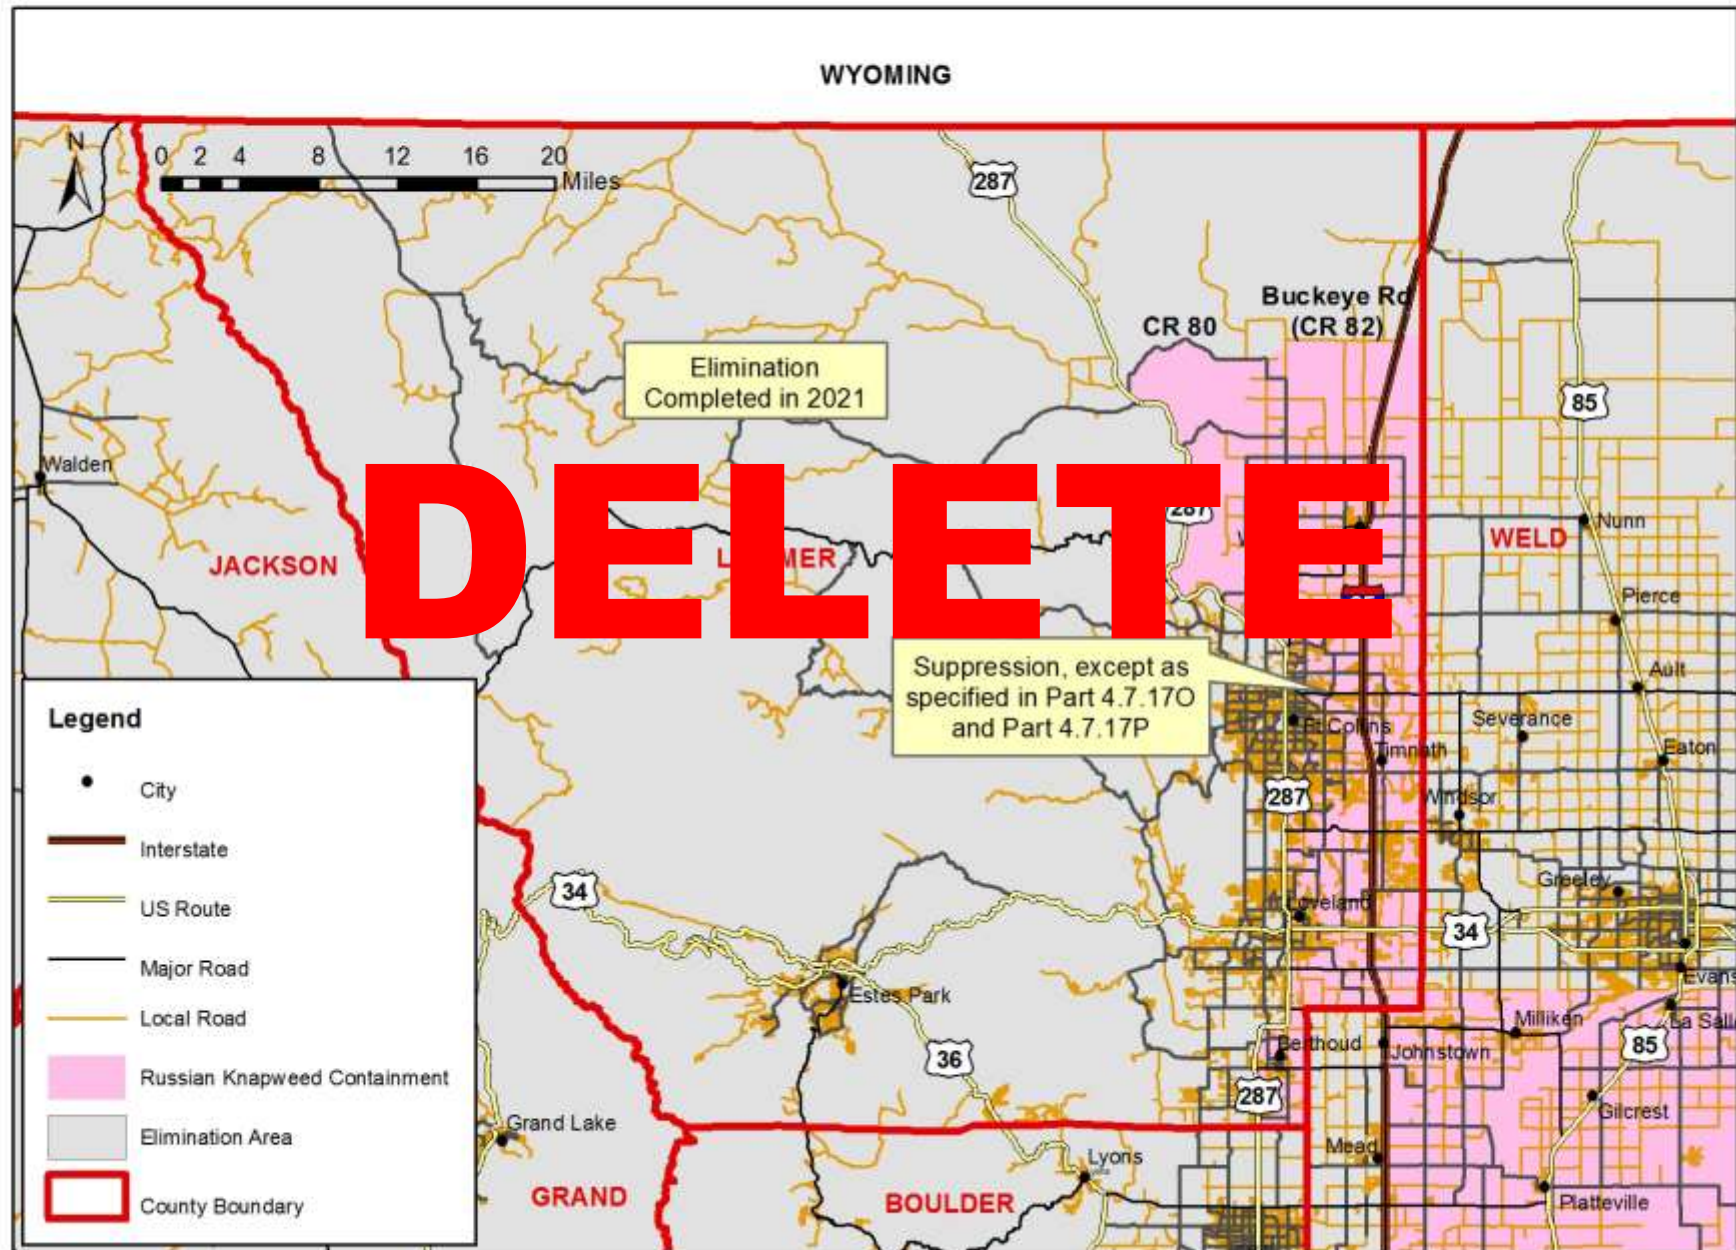 WYOMING
N
0 2 4 8 12 16 20
Miles
287
Buckeye Rd
(CR 82)
CR 80
Elimination
Completed in 2021
85
Walden
DELETE
287
Nunn
WELD
JACKSON
Pierce
Suppression, except as
specified in Part 4.7.17O
and Part 4.7.17P
Ault
Ft Collins
Severance
Timnath
Eaton
287
Windsor
Legend
City
Interstate
US Route
Major Road
Local Road
Russian Knapweed Containment
Elimination Area
County Boundary
34
Greeley
Loveland
34
Evans
Estes Park
Milliken
La Sall
36
Berthoud
Johnstown
85
287
Gilcrest
Grand Lake
Mead
Lyons
GRAND
BOULDER
Platteville